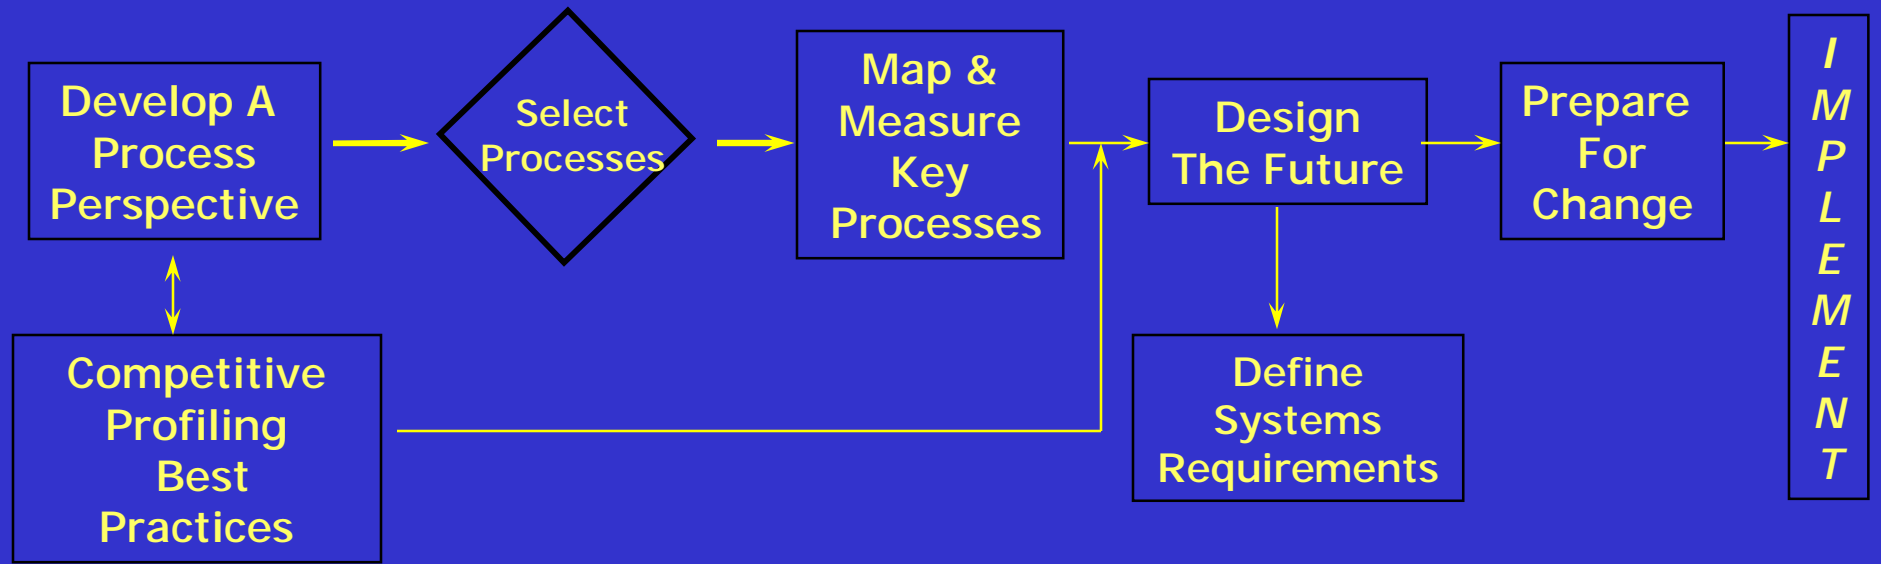 Develop A
Process
Perspective
Select
Processes
Map &
Measure
Key
Processes
Design
The Future
Prepare
For
Change
I
M
P
L
E
M
E
N
T
Competitive
Profiling
Best
Practices
Define
Systems
Requirements